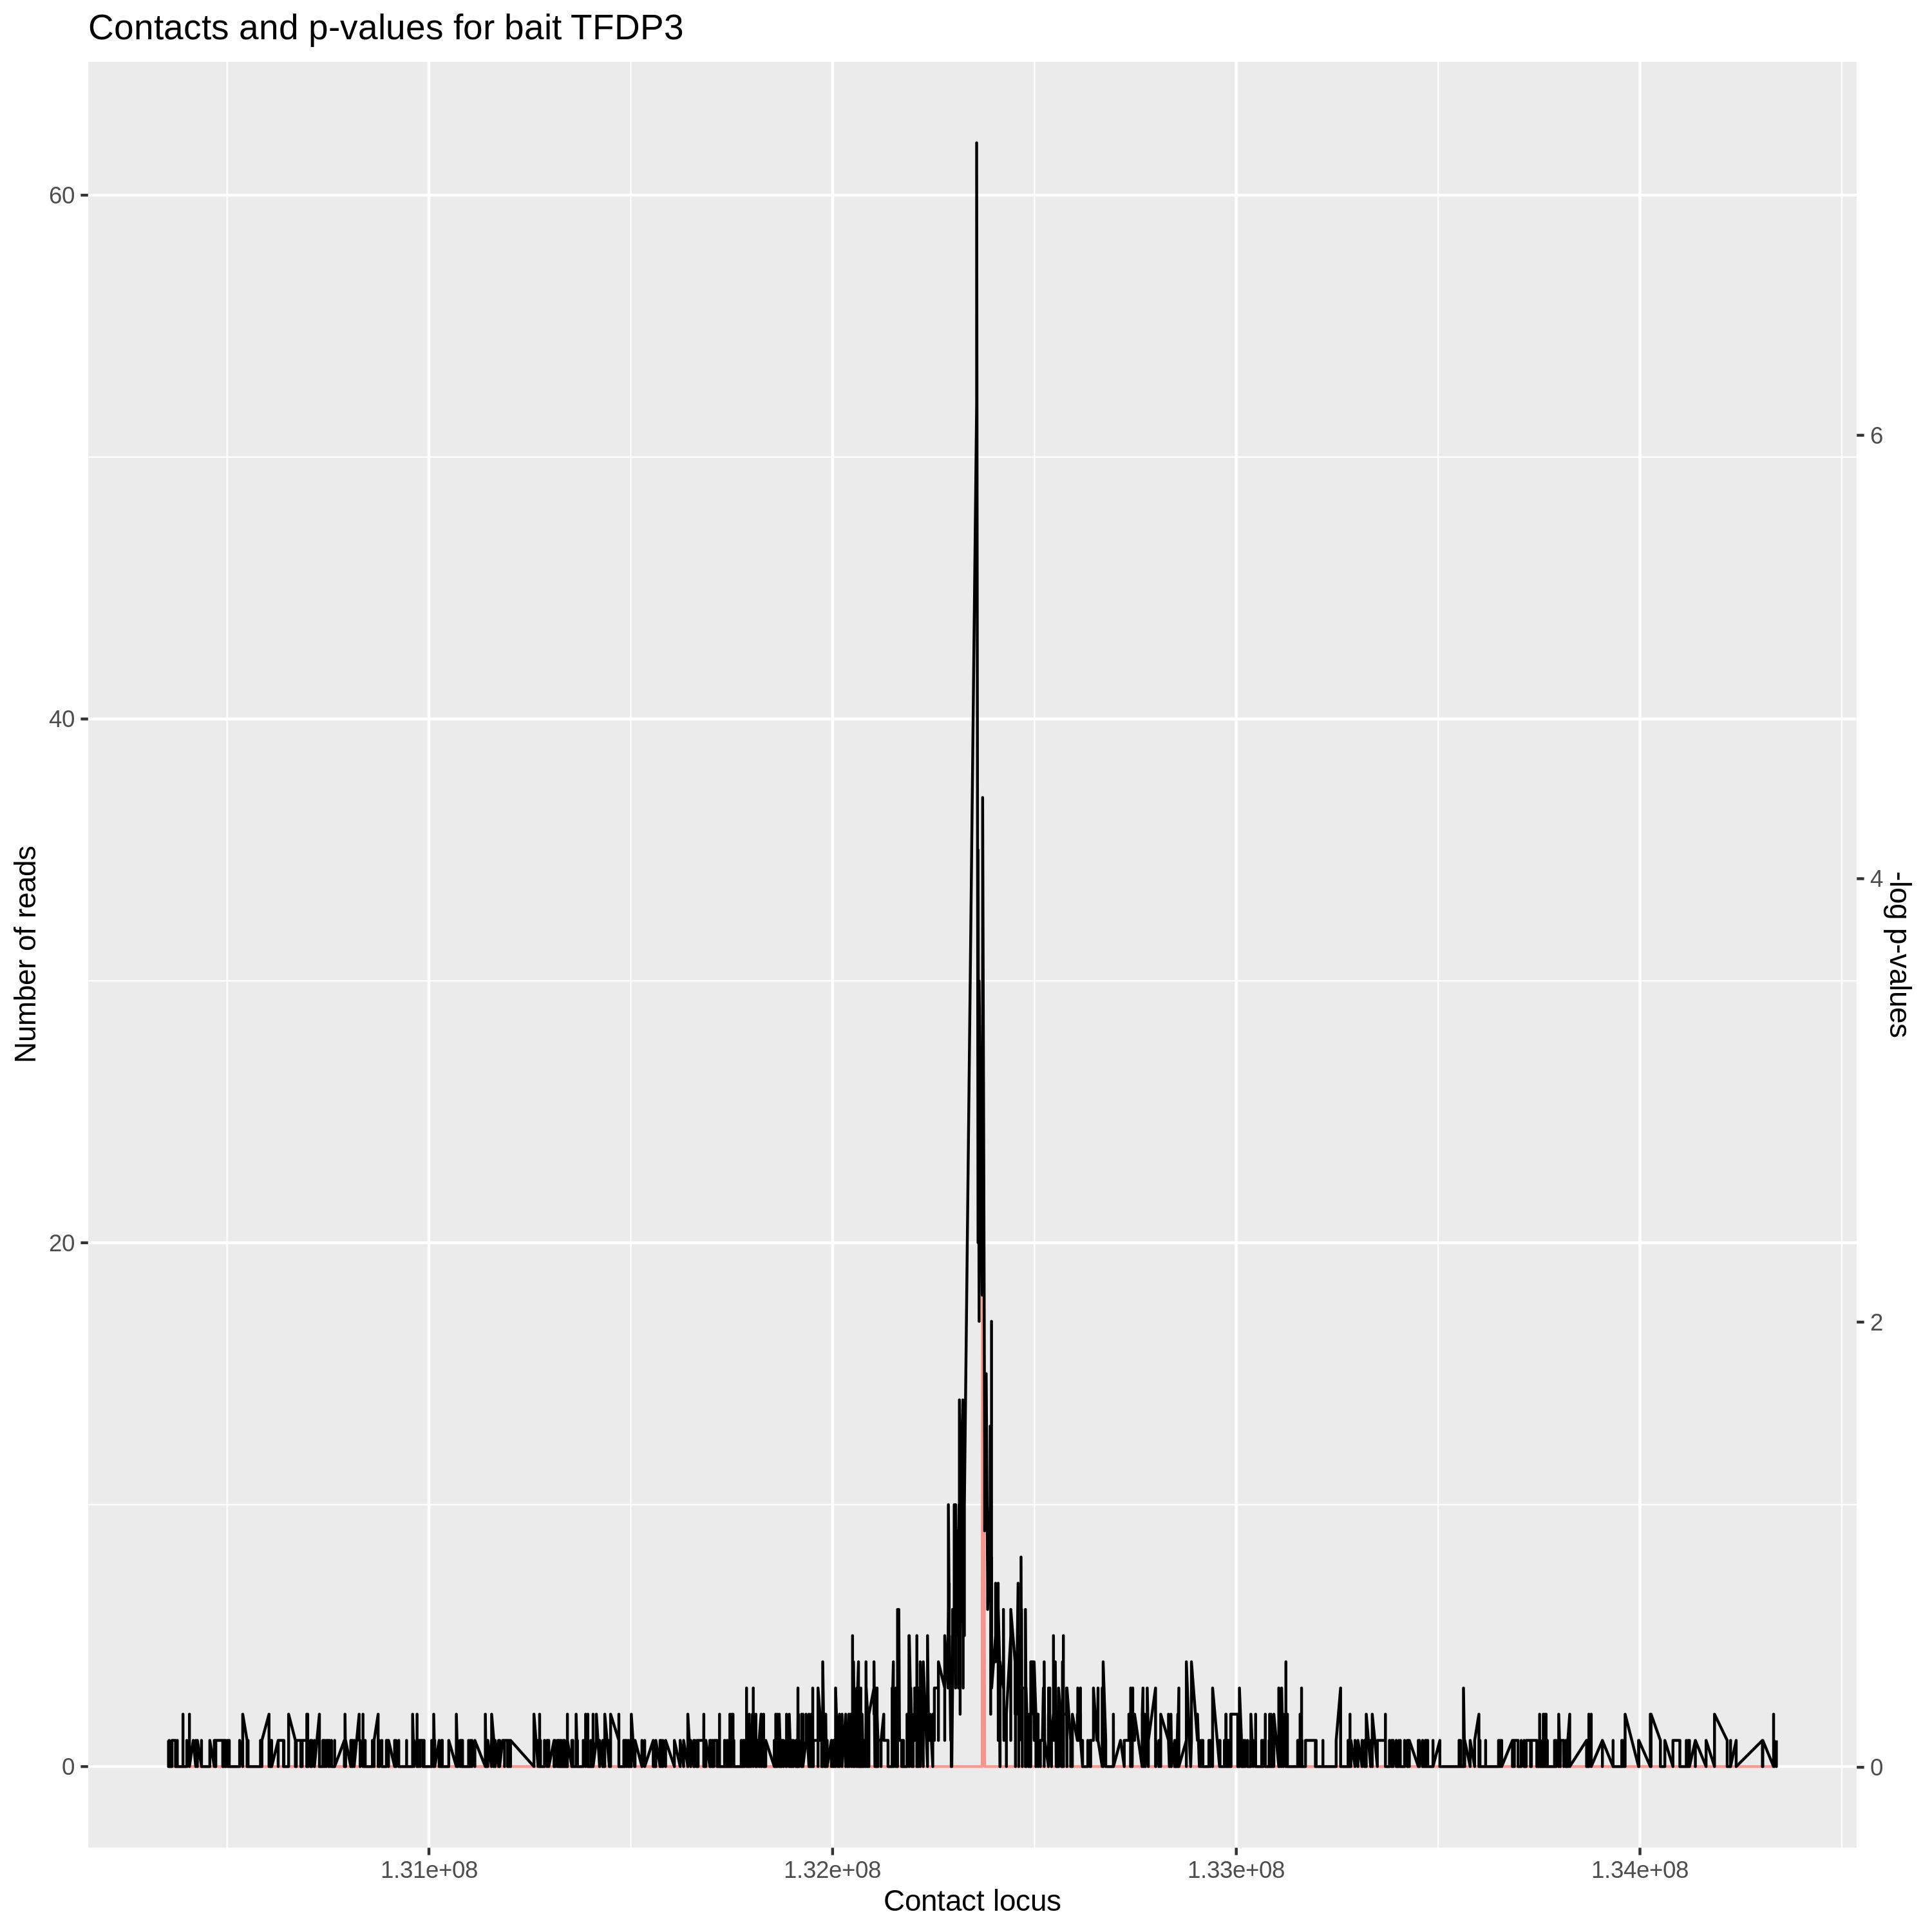 Contacts and p-values for bait TFDP3
60
40
20
0
Number of reads
6
4
2
0
-log p-values
1.31e+08
1.32e+08
1.33e+08
1.34e+08
Contact locus